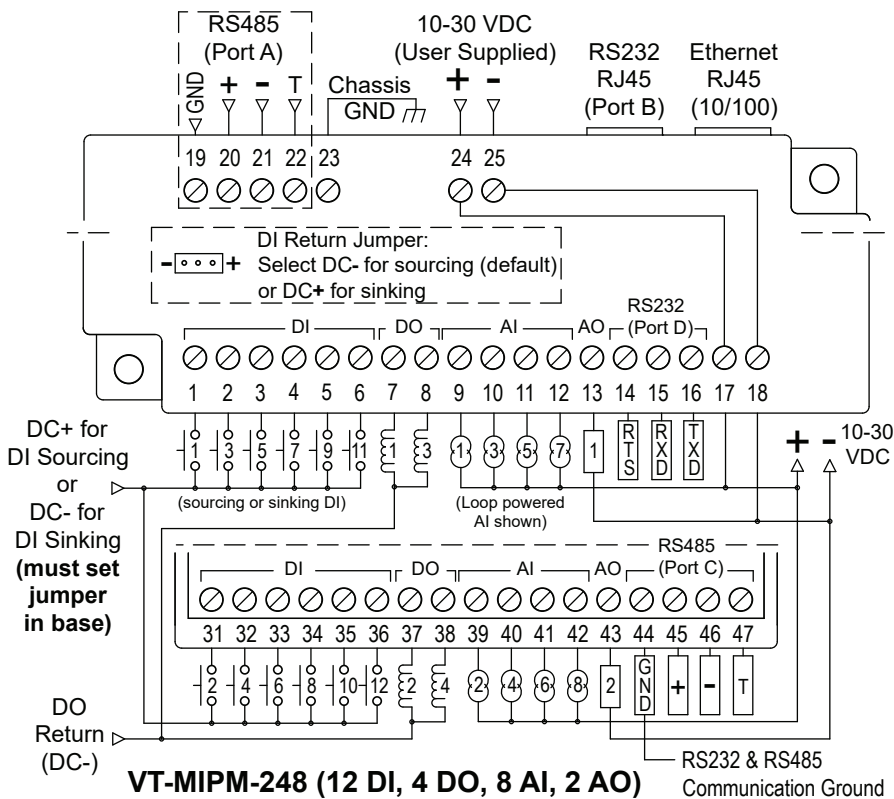 RS485
(Port A)
GND + - T
Chassis
GND
10-30 VDC
(User Supplied)
+ -
RS232
RJ45
(Port B)
Ethernet
RJ45
(10/100)
19 20 21 22 23 24 25
- +
DI Return Jumper:
Select DC- for sourcing (default)
or DC+ for sinking
DI DO AI AO RS232
(Port D)
1 2 3 4 5 6 7 8 9 10 11 12 13 14 15 16 17 18
1 3 5 7 9 11 1 3 1 3 5 7 1 RTS RXD TXD
+ - 10-30
VDC
DC+ for
DI Sourcing
or
DC- for
DI Sinking
(must set
jumper
in base)
(sourcing or sinking DI)
(Loop powered
AI shown)
DI DO AI AO RS485
(Port C)
31 32 33 34 35 36 37 38 39 40 41 42 43 44 45 46 47
2 4 6 8 10 12 2 4 2 4 6 8 2 GND + - T
DO
Return
(DC-)
RS232 & RS485
Communication Ground
VT-MIPM-248 (12 DI, 4 DO, 8 AI, 2 AO)